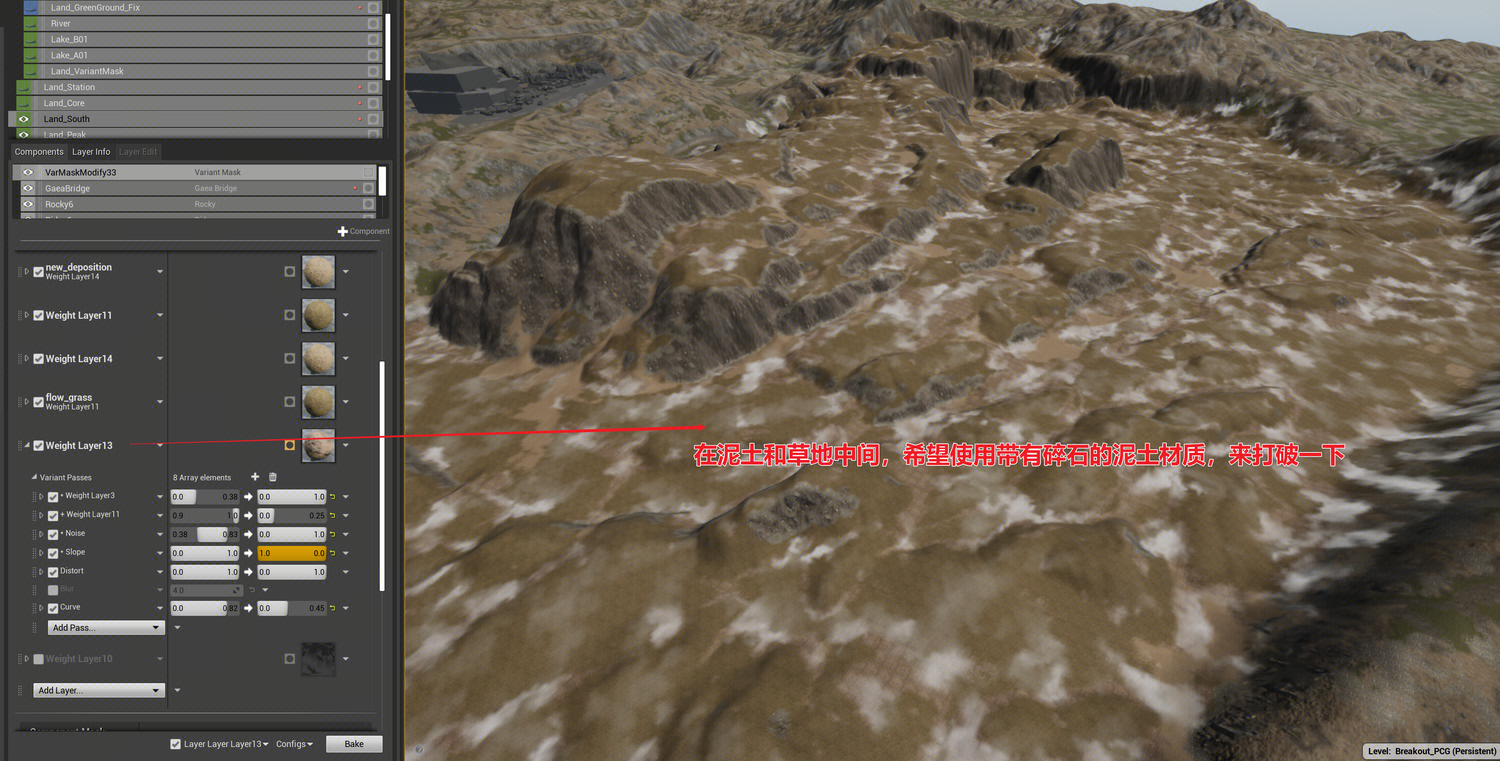 Land_GreenGround_Fix
River
Lake_B01
Lake_A01
Land_VariantMask
Land_Station
Land_Core
Land_South
Land_Peak
Components Layer Info Layer Edit
VarMaskModify33 Variant Mask
GaeaBridge Gaea Bridge
Rocky6 Rocky
Component
new_deposition
Weight Layer14
Weight Layer11
Weight Layer14
flow_grass
Weight Layer11
Weight Layer13
Variant Passes 8 Array elements
* Weight Layer3 0.0 0.38 0.0 1.0
+ Weight Layer11 0.9 1.0 0.0 0.25
* Noise 0.38 0.83 0.0 1.0
* Slope 0.0 1.0 1.0 0.0
Distort 0.0 1.0 0.0 1.0
Blur 4.0
Curve 0.0 0.82 0.0 0.45
Add Pass...
Weight Layer10
Add Layer...
Layer Layer Layer13 Configs Bake
在泥土和草地中间，希望使用带有碎石的泥土材质，来打破一下
Level: Breakout_PCG (Persistent)